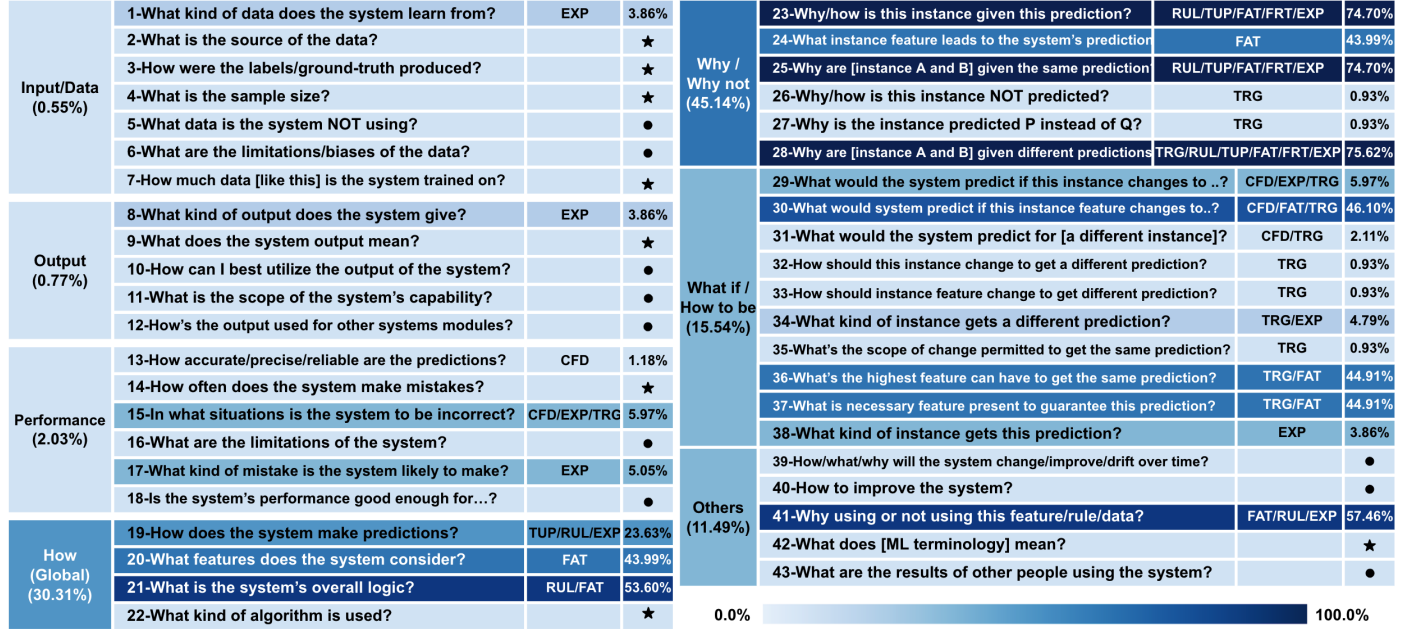 Input/Data
(0.55%)
1-What kind of data does the system learn from? EXP 3.86%
2-What is the source of the data? ★
3-How were the labels/ground-truth produced? ★
4-What is the sample size? ★
5-What data is the system NOT using? ●
6-What are the limitations/biases of the data? ●
7-How much data [like this] is the system trained on? ★
Output
(0.77%)
8-What kind of output does the system give? EXP 3.86%
9-What does the system output mean? ★
10-How can I best utilize the output of the system? ●
11-What is the scope of the system's capability? ●
12-How's the output used for other systems modules? ●
Performance
(2.03%)
13-How accurate/precise/reliable are the predictions? CFD 1.18%
14-How often does the system make mistakes? ★
15-In what situations is the system to be incorrect? CFD/EXP/TRG 5.97%
16-What are the limitations of the system? ●
17-What kind of mistake is the system likely to make? EXP 5.05%
18-Is the system's performance good enough for...? ●
How
(Global)
(30.31%)
19-How does the system make predictions? TUP/RUL/EXP 23.63%
20-What features does the system consider? FAT 43.99%
21-What is the system's overall logic? RUL/FAT 53.60%
22-What kind of algorithm is used? ★
Why /
Why not
(45.14%)
23-Why/how is this instance given this prediction? RUL/TUP/FAT/FRT/EXP 74.70%
24-What instance feature leads to the system's prediction FAT 43.99%
25-Why are [instance A and B] given the same prediction? RUL/TUP/FAT/FRT/EXP 74.70%
26-Why/how is this instance NOT predicted? TRG 0.93%
27-Why is the instance predicted P instead of Q? TRG 0.93%
28-Why are [instance A and B] given different predictions TRG/RUL/TUP/FAT/FRT/EXP 75.62%
What if /
How to be
(15.54%)
29-What would the system predict if this instance changes to ..? CFD/EXP/TRG 5.97%
30-What would system predict if this instance feature changes to..? CFD/FAT/TRG 46.10%
31-What would the system predict for [a different instance]? CFD/TRG 2.11%
32-How should this instance change to get a different prediction? TRG 0.93%
33-How should instance feature change to get different prediction? TRG 0.93%
34-What kind of instance gets a different prediction? TRG/EXP 4.79%
35-What's the scope of change permitted to get the same prediction? TRG 0.93%
36-What's the highest feature can have to get the same prediction? TRG/FAT 44.91%
37-What is necessary feature present to guarantee this prediction? TRG/FAT 44.91%
38-What kind of instance gets this prediction? EXP 3.86%
Others
(11.49%)
39-How/what/why will the system change/improve/drift over time? ●
40-How to improve the system? ●
41-Why using or not using this feature/rule/data? FAT/RUL/EXP 57.46%
42-What does [ML terminology] mean? ★
43-What are the results of other people using the system? ●
0.0% 100.0%